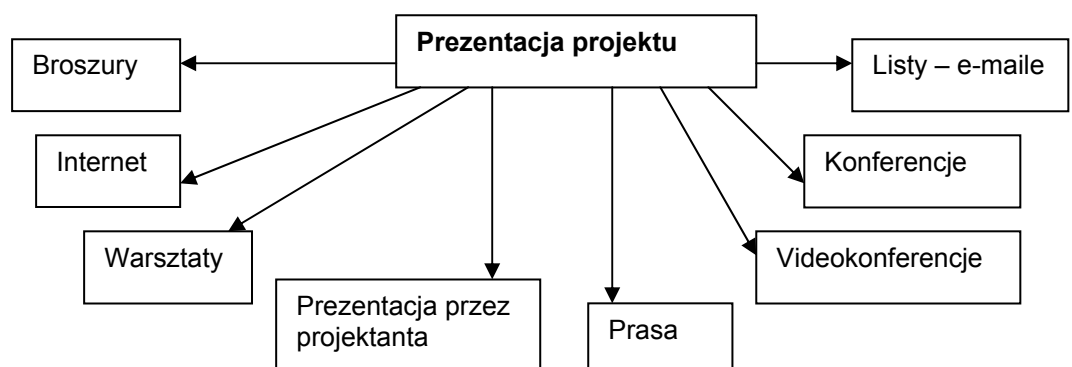 Prezentacja projektu
Broszury
Listy – e-maile
Internet
Konferencje
Warsztaty
Videokonferencje
Prezentacja przez
projektanta
Prasa